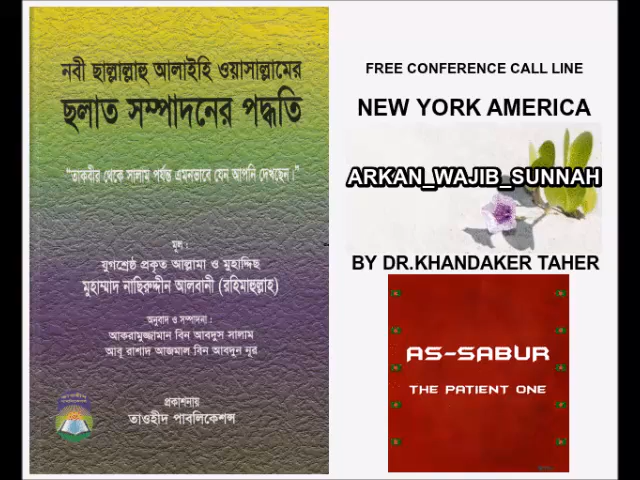 নবী ছাল্লাল্লাহু আলাইহি ওয়াসাল্লামের
ছলাত সম্পাদনের পদ্ধতি
“তাকবীর থেকে সালাম পর্যন্ত এমনভাবে যেন আপনি দেখছেন।”
মূল :
যুগশ্রেষ্ঠ প্রকৃত আল্লামা ও মুহাদ্দিছ
মুহাম্মাদ নাছিরুদ্দীন আলবানী (রহিমাহুল্লাহ)
অনুবাদ ও সম্পাদনা :
আকরামুজ্জামান বিন আবদুস সালাম
আবূ রাশাদ আজমাল বিন আবদুন নূর
প্রকাশনায়
তাওহীদ পাবলিকেশন্স
FREE CONFERENCE CALL LINE
NEW YORK AMERICA
ARKAN_WAJIB_SUNNAH
BY DR.KHANDAKER TAHER
AS-SABUR
THE PATIENT ONE